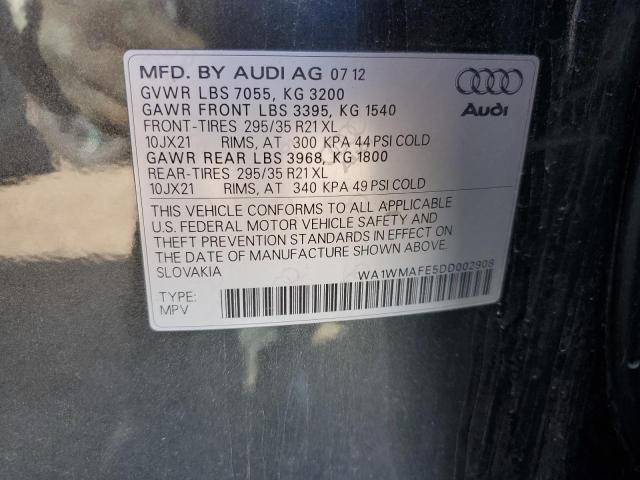 MFD. BY AUDI AG 07 12
GVWR LBS 7055, KG 3200
GAWR FRONT LBS 3395, KG 1540
FRONT-TIRES 295/35 R21 XL
10JX21 RIMS, AT 300 KPA 44 PSI COLD
GAWR REAR LBS 3968, KG 1800
REAR-TIRES 295/35 R21 XL
10JX21 RIMS, AT 340 KPA 49 PSI COLD
Audi
THIS VEHICLE CONFORMS TO ALL APPLICABLE
U.S. FEDERAL MOTOR VEHICLE SAFETY AND
THEFT PREVENTION STANDARDS IN EFFECT ON
THE DATE OF MANUFACTURE SHOWN ABOVE.
SLOVAKIA
WA1WMAFE5DD002908
TYPE:
MPV